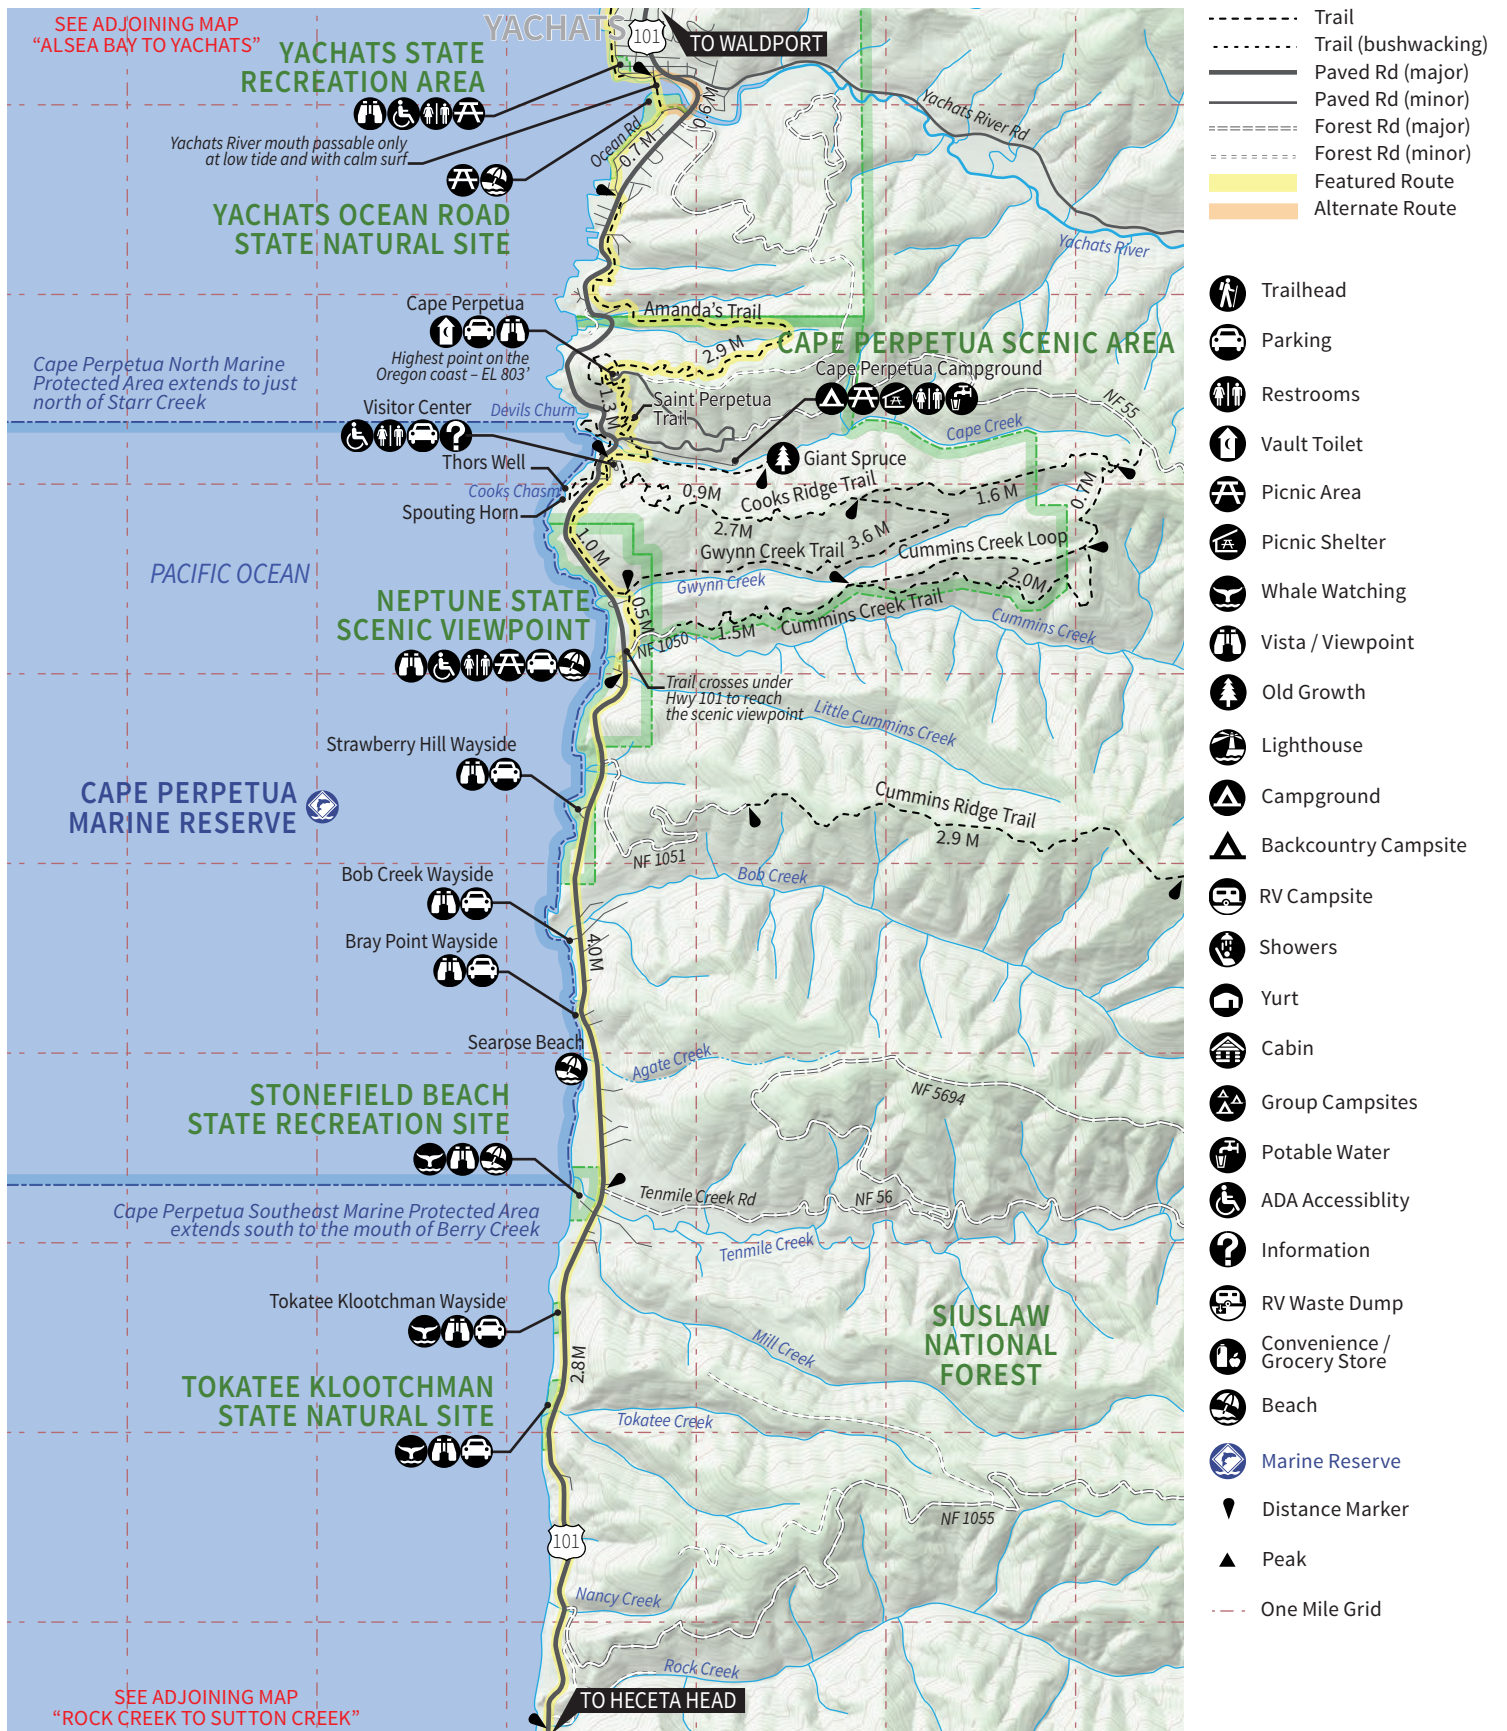 SEE ADJOINING MAP
“ALSEA BAY TO YACHATS”
YACHATS
101
TO WALDPORT
YACHATS STATE
RECREATION AREA
Yachats River mouth passable only
at low tide and with calm surf
Ocean Rd
0.7 M
0.6 M
Yachats River Rd
YACHATS OCEAN ROAD
STATE NATURAL SITE
Yachats River
Cape Perpetua
Highest point on the
Oregon coast – EL 803’
Amanda’s Trail
2.9 M
CAPE PERPETUA SCENIC AREA
Cape Perpetua Campground
Cape Perpetua North Marine
Protected Area extends to just
north of Starr Creek
Visitor Center
Devils Churn
1.3 M
Saint Perpetua
Trail
NF 55
Cape Creek
Thors Well
Giant Spruce
Cooks Chasm
Spouting Horn
0.9M
Cooks Ridge Trail
1.6 M
0.7M
2.7M
Gwynn Creek Trail
3.6 M
Cummins Creek Loop
1.0 M
PACIFIC OCEAN
Gwynn Creek
2.0M
NEPTUNE STATE
SCENIC VIEWPOINT
0.5M
NF 1050
1.5M
Cummins Creek Trail
Cummins Creek
Trail crosses under
Hwy 101 to reach
the scenic viewpoint
Little Cummins Creek
Strawberry Hill Wayside
CAPE PERPETUA
MARINE RESERVE
Cummins Ridge Trail
2.9 M
NF 1051
Bob Creek Wayside
Bob Creek
Bray Point Wayside
4.0M
Searose Beach
Agate Creek
STONEFIELD BEACH
STATE RECREATION SITE
NF 5694
Tenmile Creek Rd
NF 56
Cape Perpetua Southeast Marine Protected Area
extends south to the mouth of Berry Creek
Tenmile Creek
Tokatee Klootchman Wayside
SIUSLAW
NATIONAL
FOREST
Mill Creek
2.8M
TOKATEE KLOOTCHMAN
STATE NATURAL SITE
Tokatee Creek
NF 1055
101
Nancy Creek
Rock Creek
SEE ADJOINING MAP
“ROCK CREEK TO SUTTON CREEK”
TO HECETA HEAD
Trail
Trail (bushwacking)
Paved Rd (major)
Paved Rd (minor)
Forest Rd (major)
Forest Rd (minor)
Featured Route
Alternate Route
Trailhead
Parking
Restrooms
Vault Toilet
Picnic Area
Picnic Shelter
Whale Watching
Vista / Viewpoint
Old Growth
Lighthouse
Campground
Backcountry Campsite
RV Campsite
Showers
Yurt
Cabin
Group Campsites
Potable Water
ADA Accessiblity
Information
RV Waste Dump
Convenience /
Grocery Store
Beach
Marine Reserve
Distance Marker
Peak
One Mile Grid